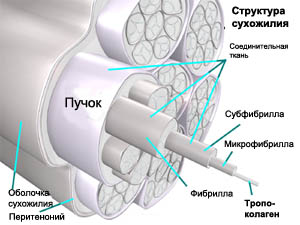 Структура
сухожилия
Соединительная
ткань
Пучок
Субфибрилла
Микрофибрилла
Фибрилла
Оболочка
сухожилия
Перитеноний
Тропо-
колаген